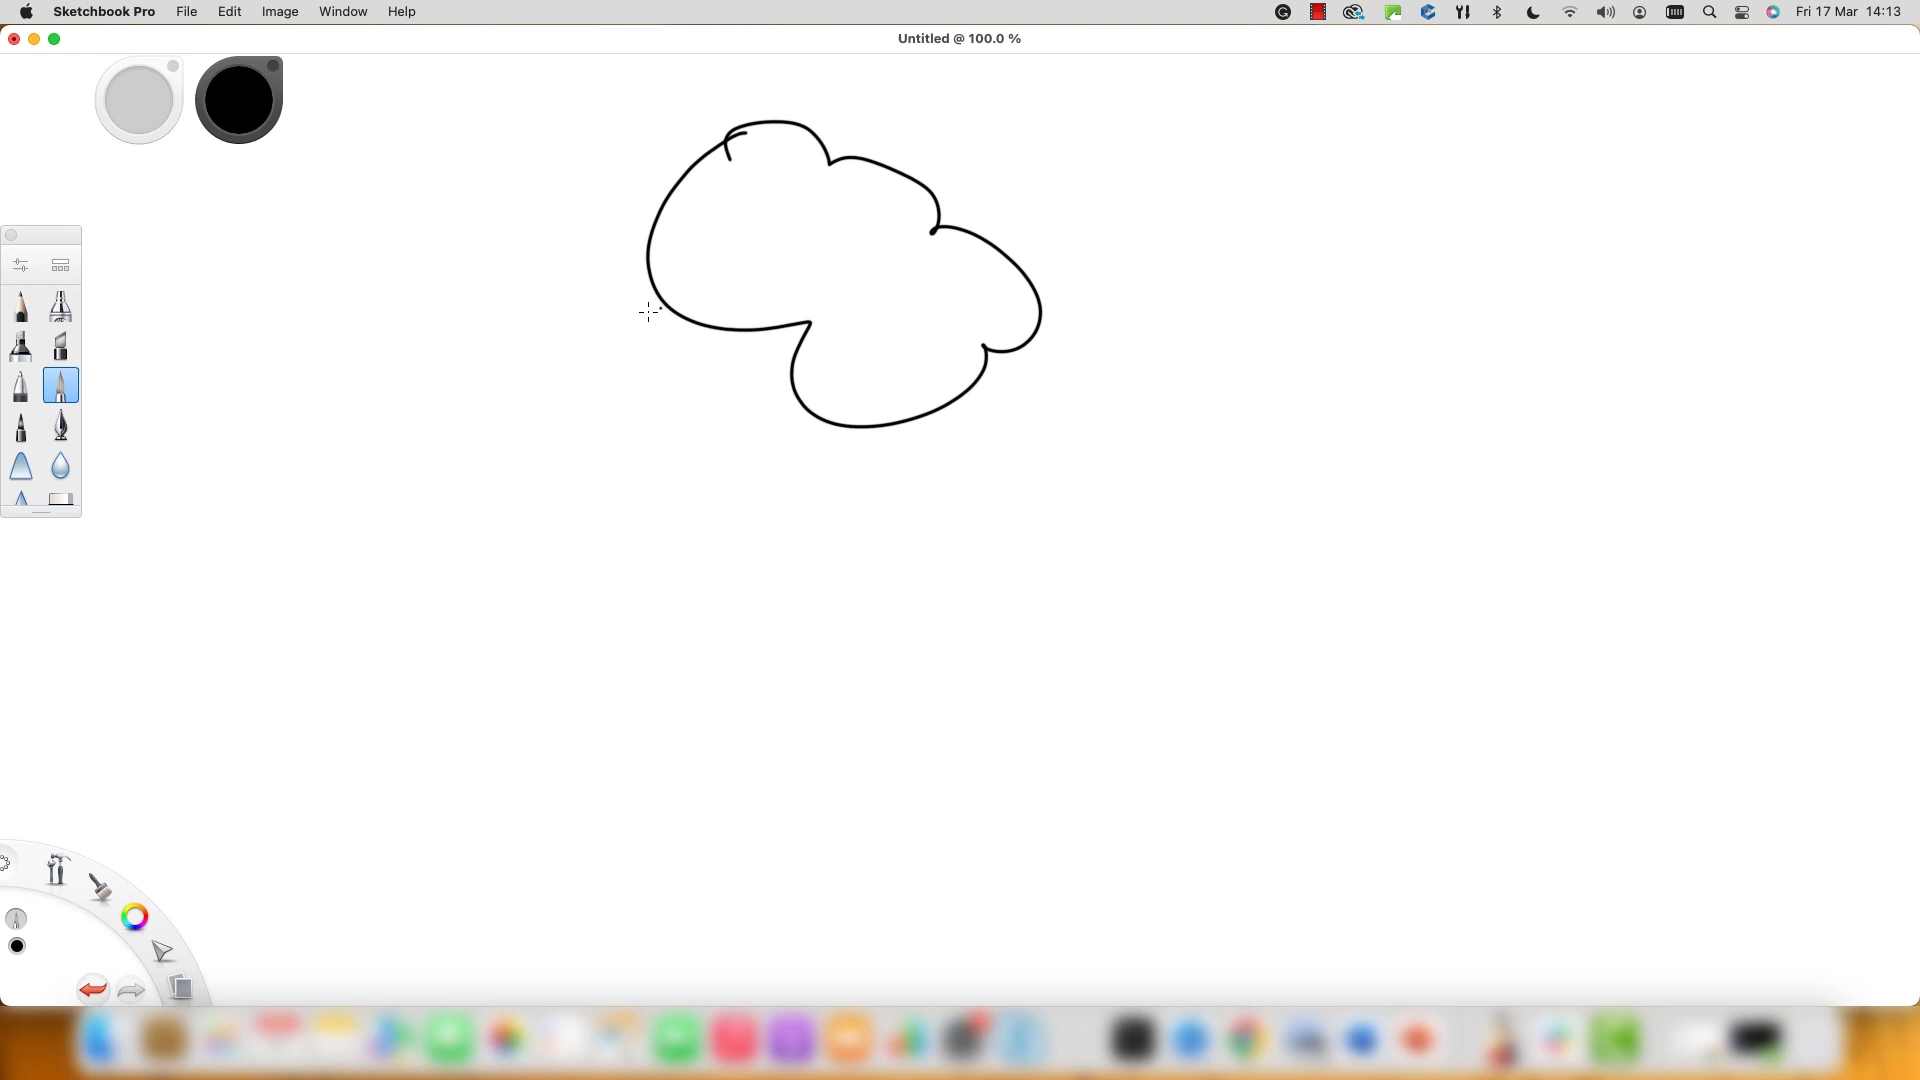 Sketchbook Pro File Edit Image Window Help Fri 17 Mar 14:13
Untitled @ 100.0 %